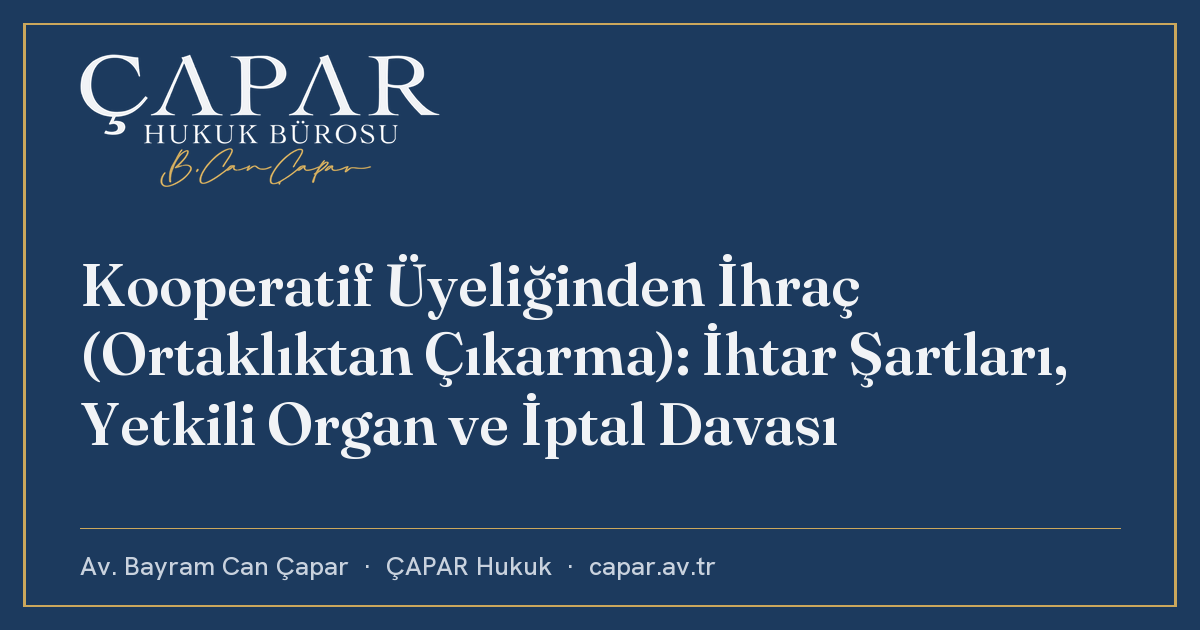 ÇAPAR
HUKUK BÜROSU
B.Can Çapar
Kooperatif Üyeliğinden İhraç
(Ortaklıktan Çıkarma): İhtar Şartları,
Yetkili Organ ve İptal Davası
Av. Bayram Can Çapar · ÇAPAR Hukuk · capar.av.tr